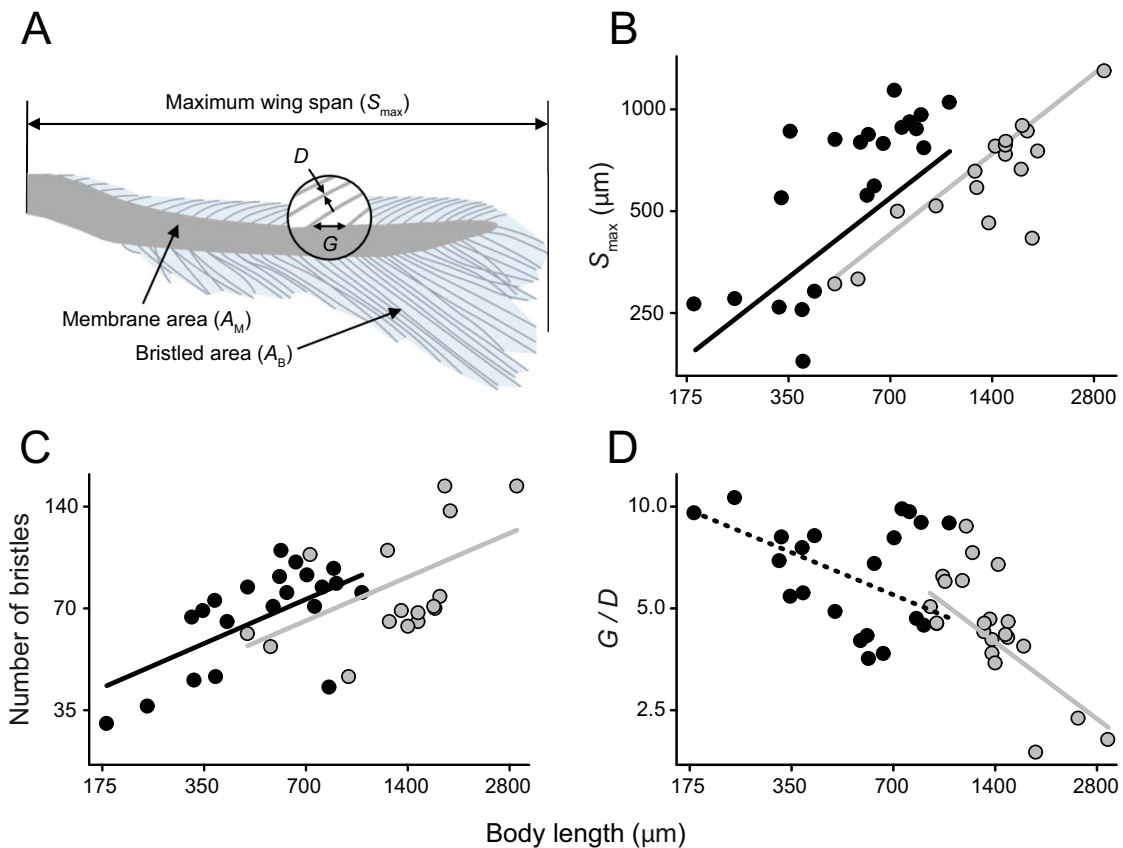 A
Maximum wing span (Smax)
D
G
Membrane area (AM)
Bristled area (AB)
B
Smax (µm)
1000
500
250
175 350 700 1400 2800
C
Number of bristles
140
70
35
175 350 700 1400 2800
D
G / D
10.0
5.0
2.5
175 350 700 1400 2800
Body length (µm)